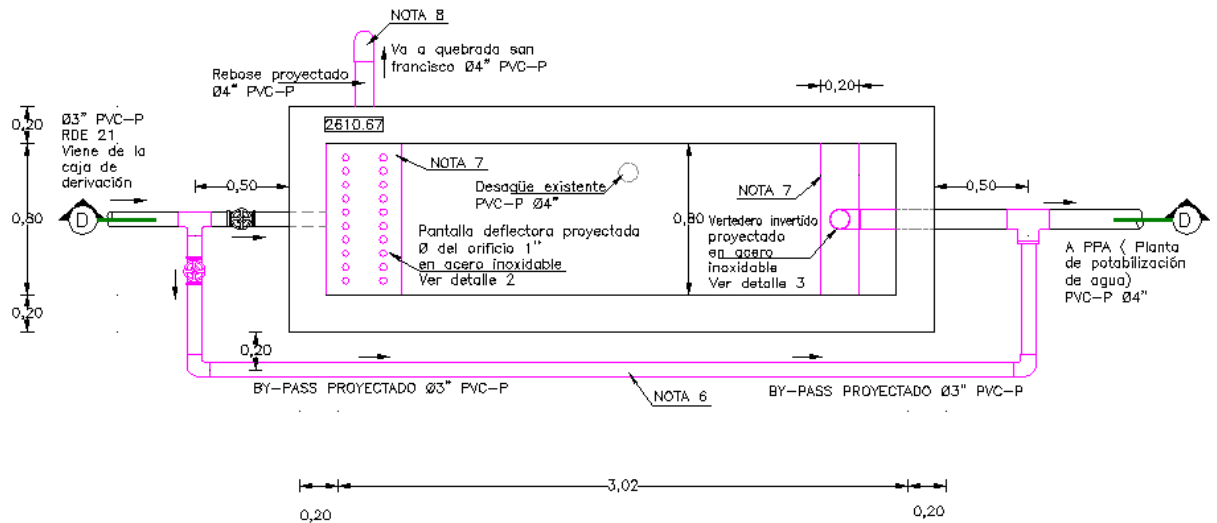 NOTA 8
Va a quebrada san
francisco Ø4" PVC-P
Rebose proyectado
Ø4" PVC-P
0,20
0,20
Ø3" PVC-P
RDE 21
Viene de la
caja de
derivación
2610.67
NOTA 7
0,50
Desagüe existente
PVC-P Ø4"
NOTA 7
0,50
D
0,80
0,80
D
Pantalla deflectora proyectada
Ø del orificio 1"
en acero inoxidable
Ver detalle 2
Vertedero invertido
proyectado
en acero
inoxidable
Ver detalle 3
A PPA ( Planta
de potabilización
de agua)
PVC-P Ø4"
0,20
0,20
BY-PASS PROYECTADO Ø3" PVC-P
NOTA 6
BY-PASS PROYECTADO Ø3" PVC-P
3,02
0,20
0,20